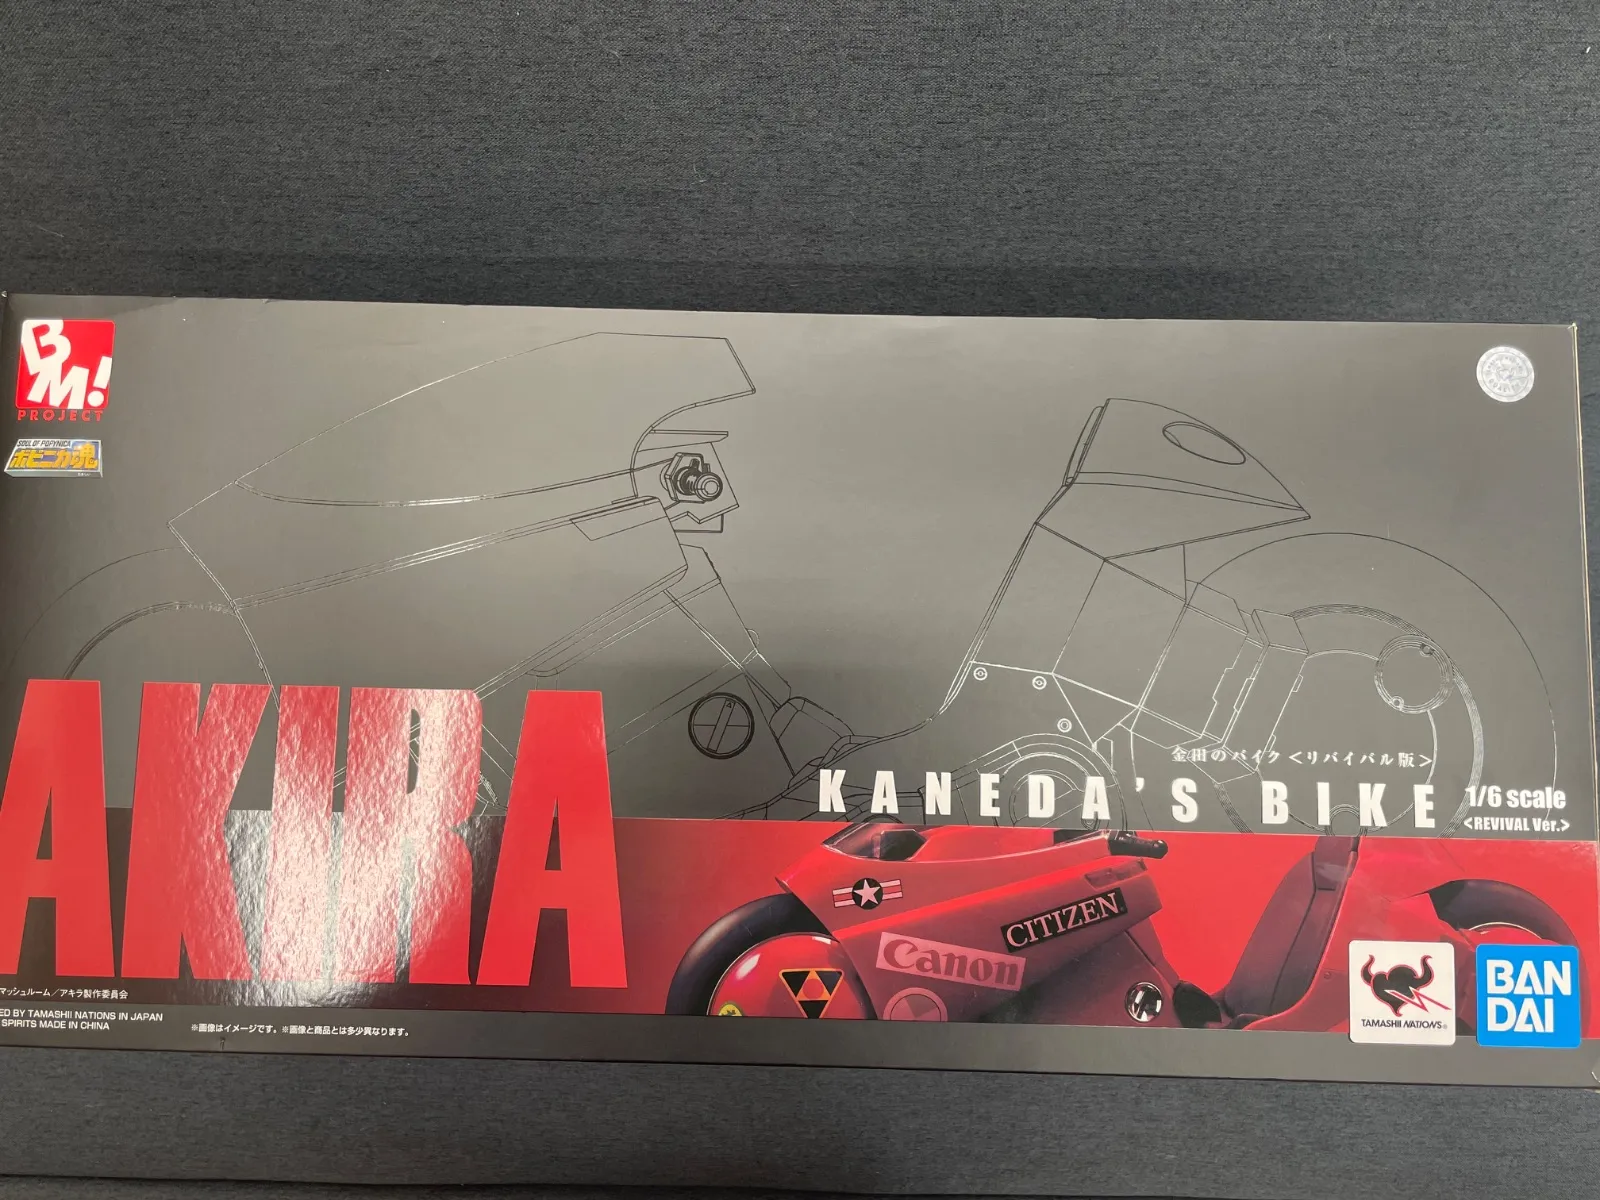 BM!
PROJECT
SOUL OF POPYNICA
ポピニカ魂
AKIRA
金田のバイク<リバイバル版>
KANEDA'S BIKE
1/6 scale
<REVIVAL Ver.>
CITIZEN
Canon
マッシュルーム／アキラ製作委員会
ED BY TAMASHII NATIONS IN JAPAN
SPIRITS MADE IN CHINA
※画像はイメージです。※画像と商品とは多少異なります。
TAMASHII NATIONS
BAN
DAI